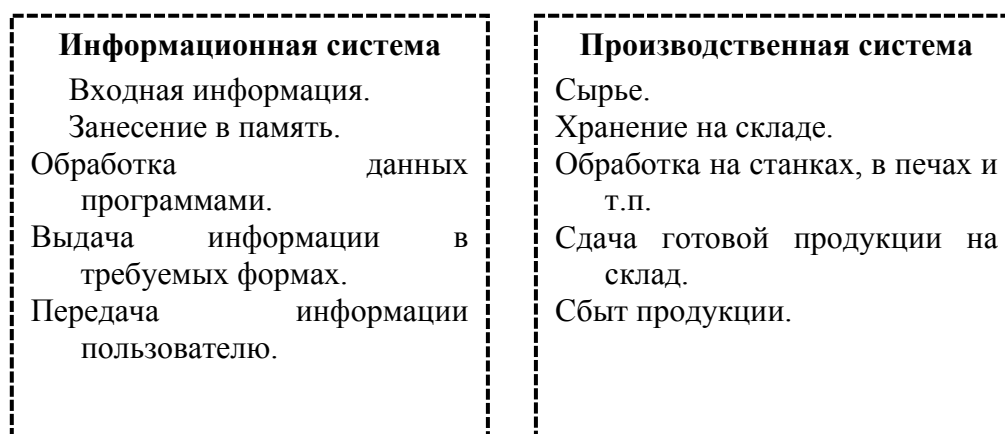 Информационная система
Входная информация.
Занесение в память.
Обработка данных
программами.
Выдача информации в
требуемых формах.
Передача информации
пользователю.
Производственная система
Сырье.
Хранение на складе.
Обработка на станках, в печах и
т.п.
Сдача готовой продукции на
склад.
Сбыт продукции.